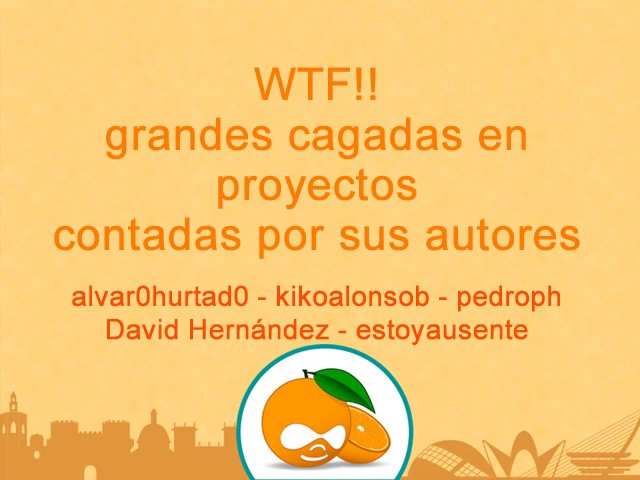 WTF!!
grandes cagadas en
proyectos
contadas por sus autores
alvar0hurtad0 - kikoalonsob - pedroph
David Hernández - estoyausente